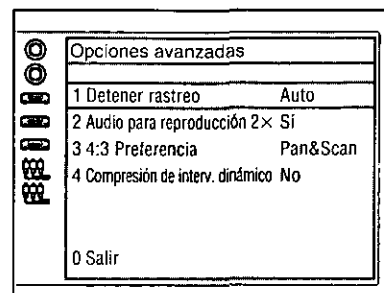 Opciones avanzadas
1 Detener rastreo Auto
2 Audio para reproducción 2× Sí
3 4:3 Preferencia Pan&Scan
4 Compresión de interv. dinámico No
0 Salir